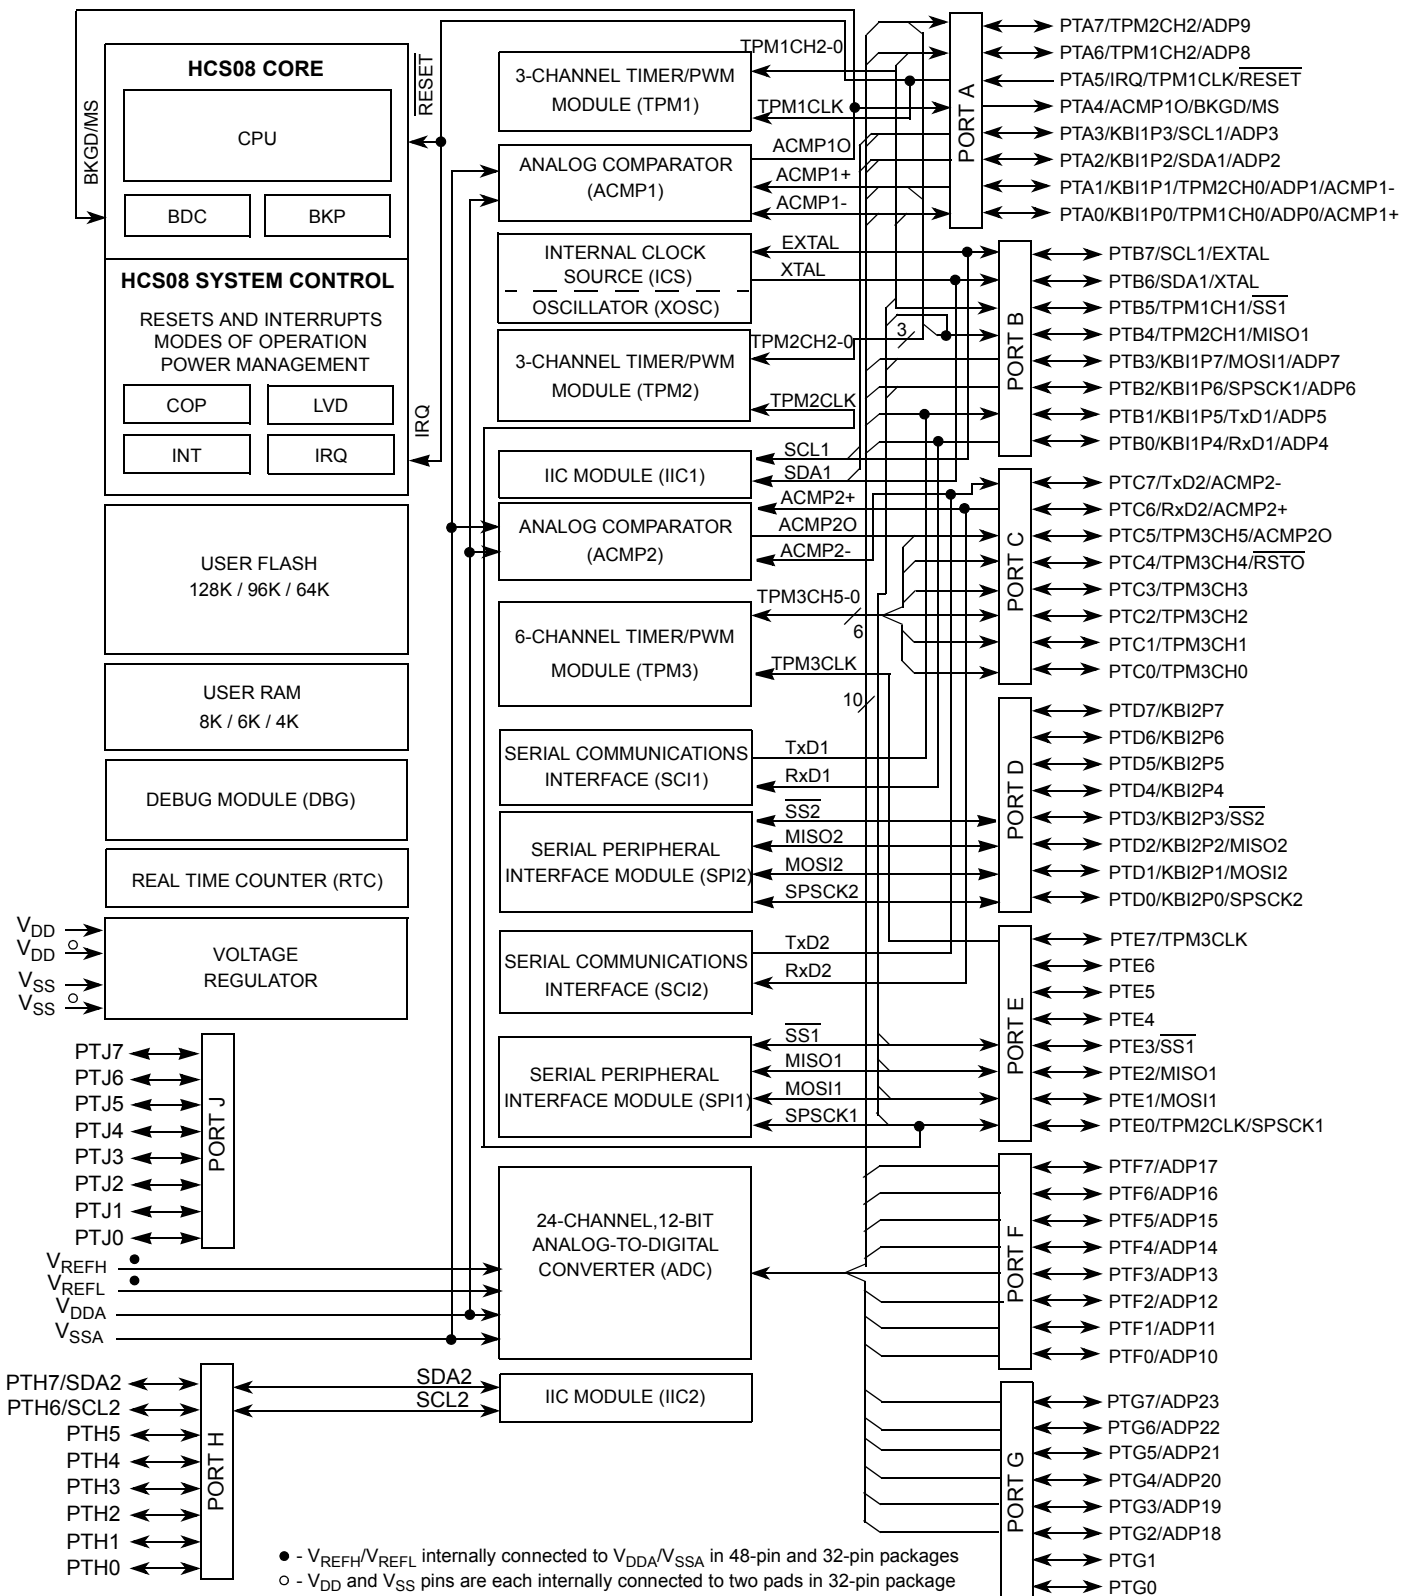 HCS08 CORE
CPU
BDC
BKP
BKGD/MS
RESET
HCS08 SYSTEM CONTROL
RESETS AND INTERRUPTS
MODES OF OPERATION
POWER MANAGEMENT
COP
LVD
INT
IRQ
IRQ
USER FLASH
128K / 96K / 64K
USER RAM
8K / 6K / 4K
DEBUG MODULE (DBG)
REAL TIME COUNTER (RTC)
VDD
VDD
VSS
VSS
VOLTAGE
REGULATOR
PTJ7
PTJ6
PTJ5
PTJ4
PTJ3
PTJ2
PTJ1
PTJ0
PORT J
VREFH
VREFL
VDDA
VSSA
PTH7/SDA2
PTH6/SCL2
PTH5
PTH4
PTH3
PTH2
PTH1
PTH0
PORT H
SDA2
SCL2
3-CHANNEL TIMER/PWM
MODULE (TPM1)
TPM1CH2-0
TPM1CLK
ANALOG COMPARATOR
(ACMP1)
ACMP1O
ACMP1+
ACMP1-
INTERNAL CLOCK
SOURCE (ICS)
OSCILLATOR (XOSC)
EXTAL
XTAL
3-CHANNEL TIMER/PWM
MODULE (TPM2)
TPM2CH2-0
3
TPM2CLK
IIC MODULE (IIC1)
SCL1
SDA1
ANALOG COMPARATOR
(ACMP2)
ACMP2+
ACMP2O
ACMP2-
6-CHANNEL TIMER/PWM
MODULE (TPM3)
TPM3CH5-0
6
TPM3CLK
10
SERIAL COMMUNICATIONS
INTERFACE (SCI1)
TxD1
RxD1
SERIAL PERIPHERAL
INTERFACE MODULE (SPI2)
SS2
MISO2
MOSI2
SPSCK2
SERIAL COMMUNICATIONS
INTERFACE (SCI2)
TxD2
RxD2
SERIAL PERIPHERAL
INTERFACE MODULE (SPI1)
SS1
MISO1
MOSI1
SPSCK1
24-CHANNEL,12-BIT
ANALOG-TO-DIGITAL
CONVERTER (ADC)
IIC MODULE (IIC2)
PORT A
PTA7/TPM2CH2/ADP9
PTA6/TPM1CH2/ADP8
PTA5/IRQ/TPM1CLK/RESET
PTA4/ACMP1O/BKGD/MS
PTA3/KBI1P3/SCL1/ADP3
PTA2/KBI1P2/SDA1/ADP2
PTA1/KBI1P1/TPM2CH0/ADP1/ACMP1-
PTA0/KBI1P0/TPM1CH0/ADP0/ACMP1+
PORT B
PTB7/SCL1/EXTAL
PTB6/SDA1/XTAL
PTB5/TPM1CH1/SS1
PTB4/TPM2CH1/MISO1
PTB3/KBI1P7/MOSI1/ADP7
PTB2/KBI1P6/SPSCK1/ADP6
PTB1/KBI1P5/TxD1/ADP5
PTB0/KBI1P4/RxD1/ADP4
PORT C
PTC7/TxD2/ACMP2-
PTC6/RxD2/ACMP2+
PTC5/TPM3CH5/ACMP2O
PTC4/TPM3CH4/RSTO
PTC3/TPM3CH3
PTC2/TPM3CH2
PTC1/TPM3CH1
PTC0/TPM3CH0
PORT D
PTD7/KBI2P7
PTD6/KBI2P6
PTD5/KBI2P5
PTD4/KBI2P4
PTD3/KBI2P3/SS2
PTD2/KBI2P2/MISO2
PTD1/KBI2P1/MOSI2
PTD0/KBI2P0/SPSCK2
PORT E
PTE7/TPM3CLK
PTE6
PTE5
PTE4
PTE3/SS1
PTE2/MISO1
PTE1/MOSI1
PTE0/TPM2CLK/SPSCK1
PORT F
PTF7/ADP17
PTF6/ADP16
PTF5/ADP15
PTF4/ADP14
PTF3/ADP13
PTF2/ADP12
PTF1/ADP11
PTF0/ADP10
PORT G
PTG7/ADP23
PTG6/ADP22
PTG5/ADP21
PTG4/ADP20
PTG3/ADP19
PTG2/ADP18
PTG1
PTG0
● - VREFH/VREFL internally connected to VDDA/VSSA in 48-pin and 32-pin packages
○ - VDD and VSS pins are each internally connected to two pads in 32-pin package